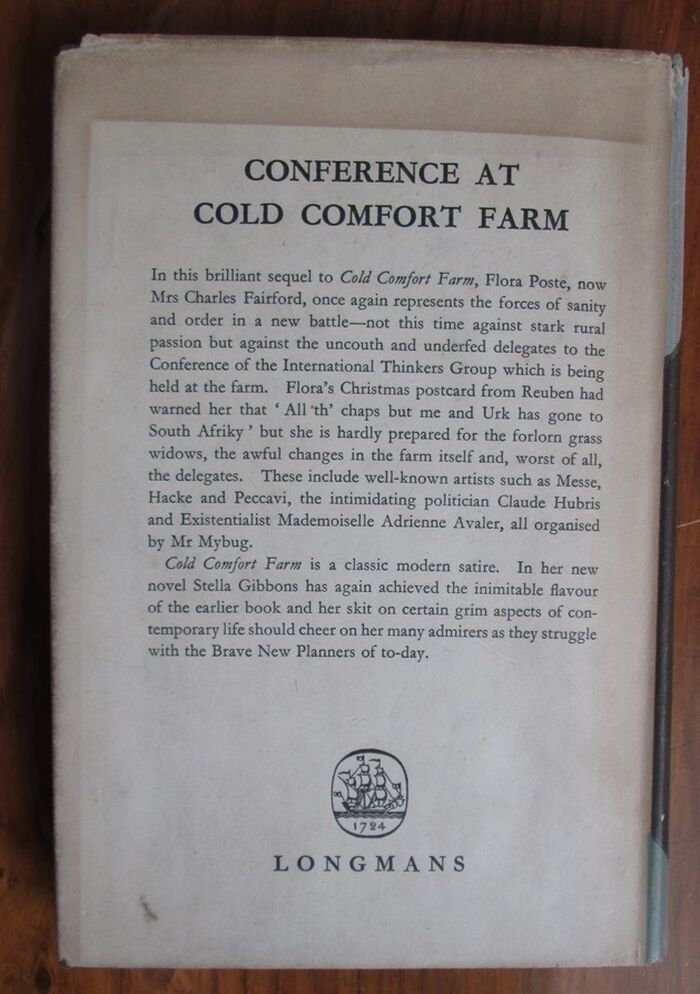 CONFERENCE AT
COLD COMFORT FARM
In this brilliant sequel to Cold Comfort Farm, Flora Poste, now
Mrs Charles Fairford, once again represents the forces of sanity
and order in a new battle—not this time against stark rural
passion but against the uncouth and underfed delegates to the
Conference of the International Thinkers Group which is being
held at the farm. Flora's Christmas postcard from Reuben had
warned her that ‘ All 'th' chaps but me and Urk has gone to
South Afriky ’ but she is hardly prepared for the forlorn grass
widows, the awful changes in the farm itself and, worst of all,
the delegates. These include well-known artists such as Messe,
Hacke and Peccavi, the intimidating politician Claude Hubris
and Existentialist Mademoiselle Adrienne Avaler, all organised
by Mr Mybug.
Cold Comfort Farm is a classic modern satire. In her new
novel Stella Gibbons has again achieved the inimitable flavour
of the earlier book and her skit on certain grim aspects of con-
temporary life should cheer on her many admirers as they struggle
with the Brave New Planners of to-day.
1724
LONGMANS